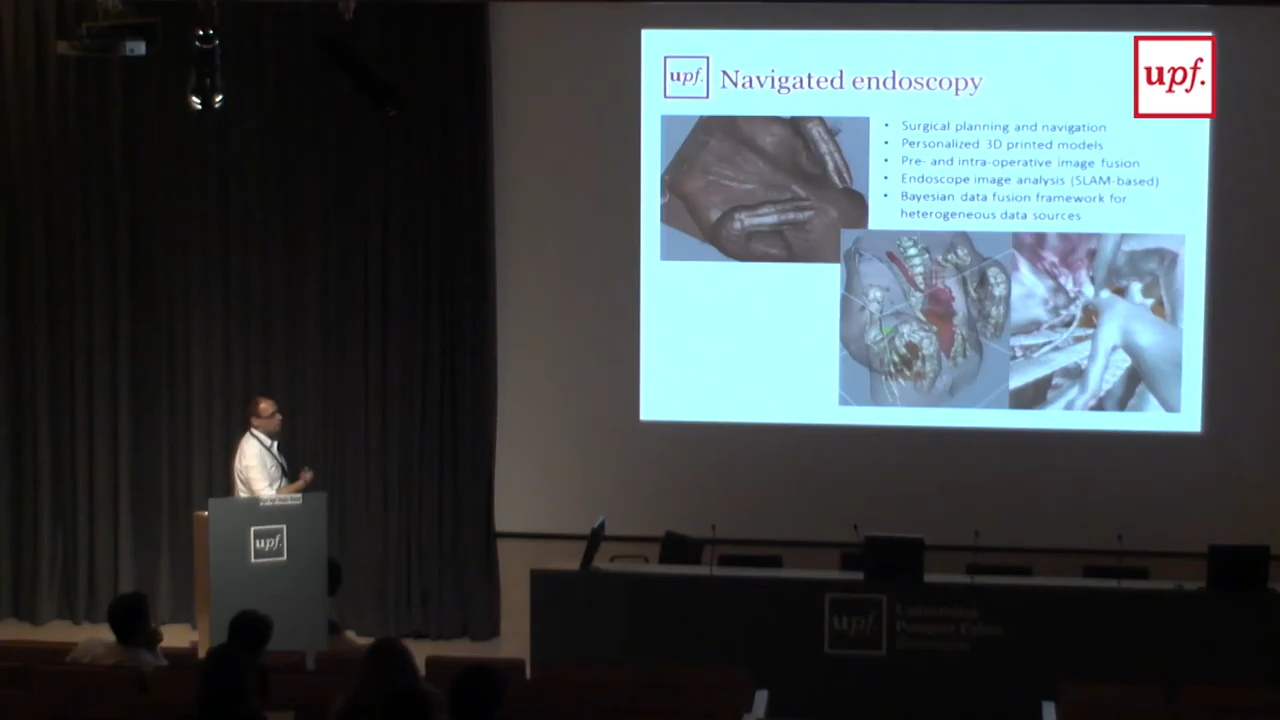 upf. Navigated endoscopy
upf.
• Surgical planning and navigation
• Personalized 3D printed models
• Pre- and intra-operative image fusion
• Endoscope image analysis (SLAM-based)
• Bayesian data fusion framework for
heterogeneous data sources
upf.
upf.
Universitat
Pompeu Fabra